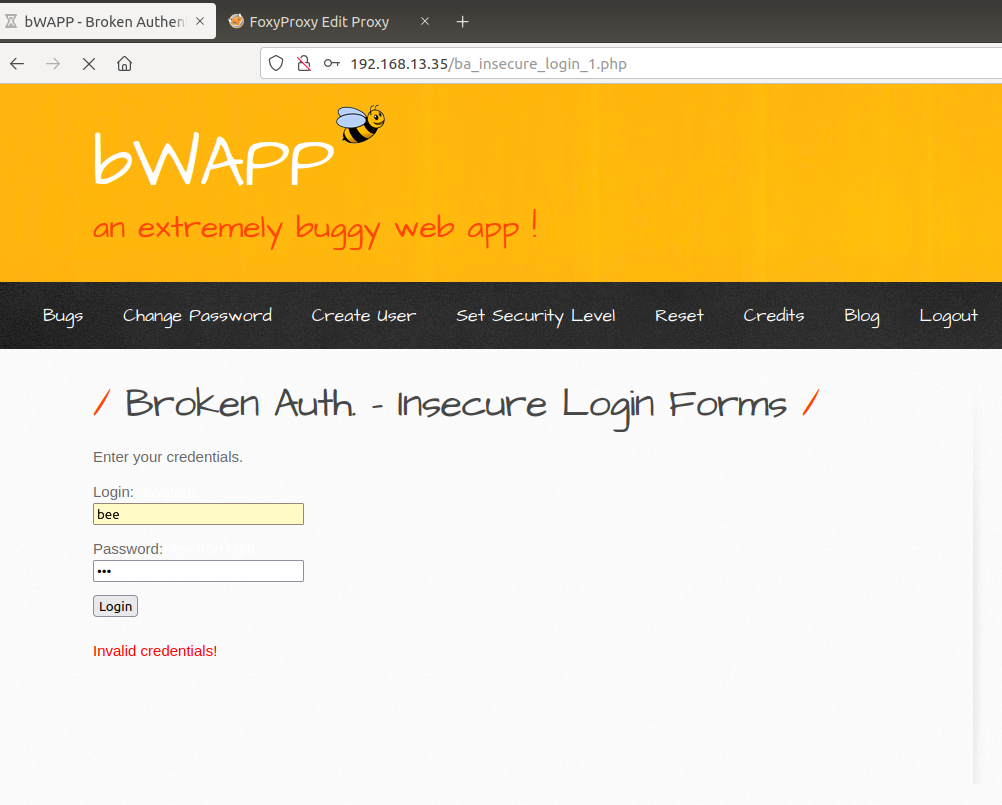 bWAPP - Broken Authen
FoxyProxy Edit Proxy
192.168.13.35/ba_insecure_login_1.php
bWAPP
an extremely buggy web app !
Bugs Change Password Create User Set Security Level Reset Credits Blog Logout
/ Broken Auth. - Insecure Login Forms /
Enter your credentials.
Login:
bee
Password:
•••
Login
Invalid credentials!